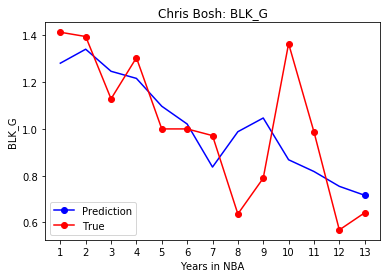 Chris Bosh: BLK_G
BLK_G
1.4
1.2
1.0
0.8
0.6
Prediction
True
1 2 3 4 5 6 7 8 9 10 11 12 13
Years in NBA